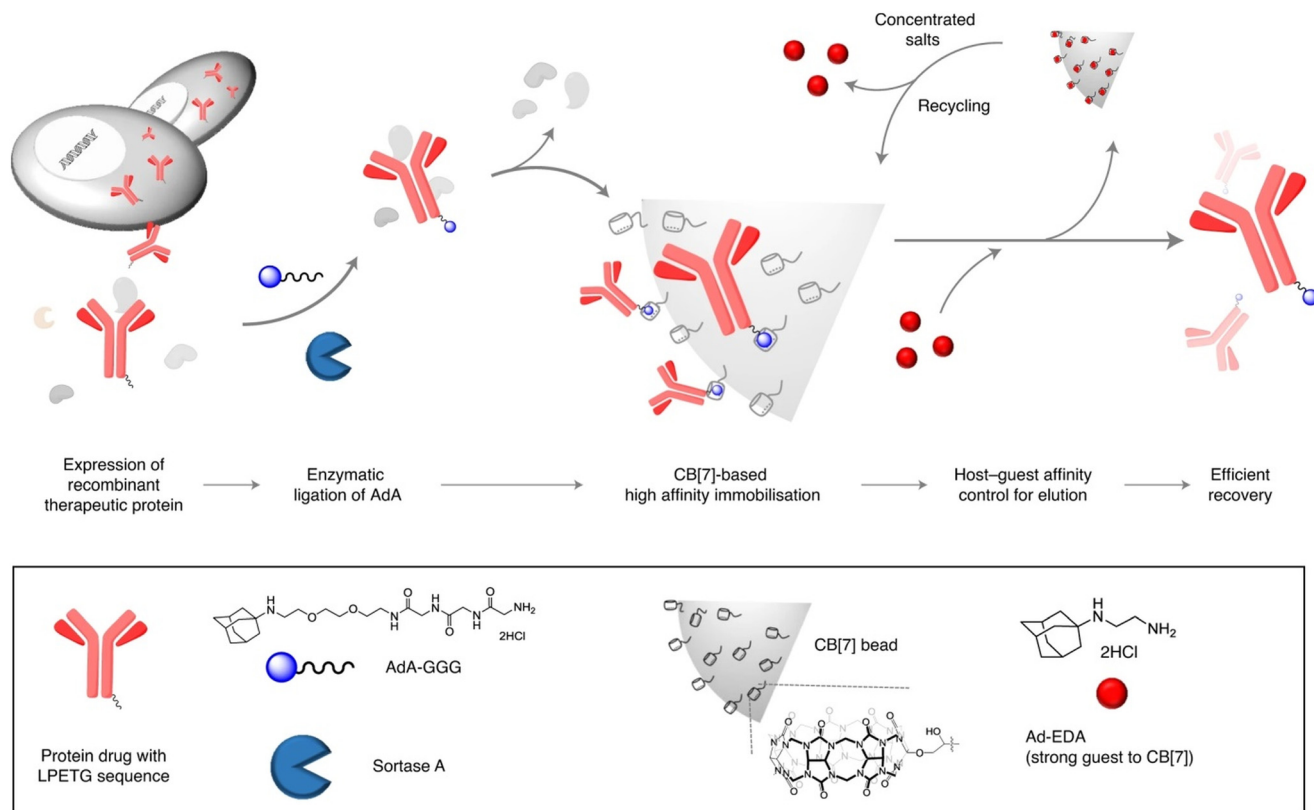 Concentrated
salts
Recycling
Expression of
recombinant
therapeutic protein
Enzymatic
ligation of AdA
CB[7]-based
high affinity immobilisation
Host–guest affinity
control for elution
Efficient
recovery
H
N
O
O
N
H
O
H
N
O
N
H
O
NH2
2HCl
AdA-GGG
Protein drug with
LPETG sequence
Sortase A
CB[7] bead
HO
O
H
N
NH2
2HCl
Ad-EDA
(strong guest to CB[7])